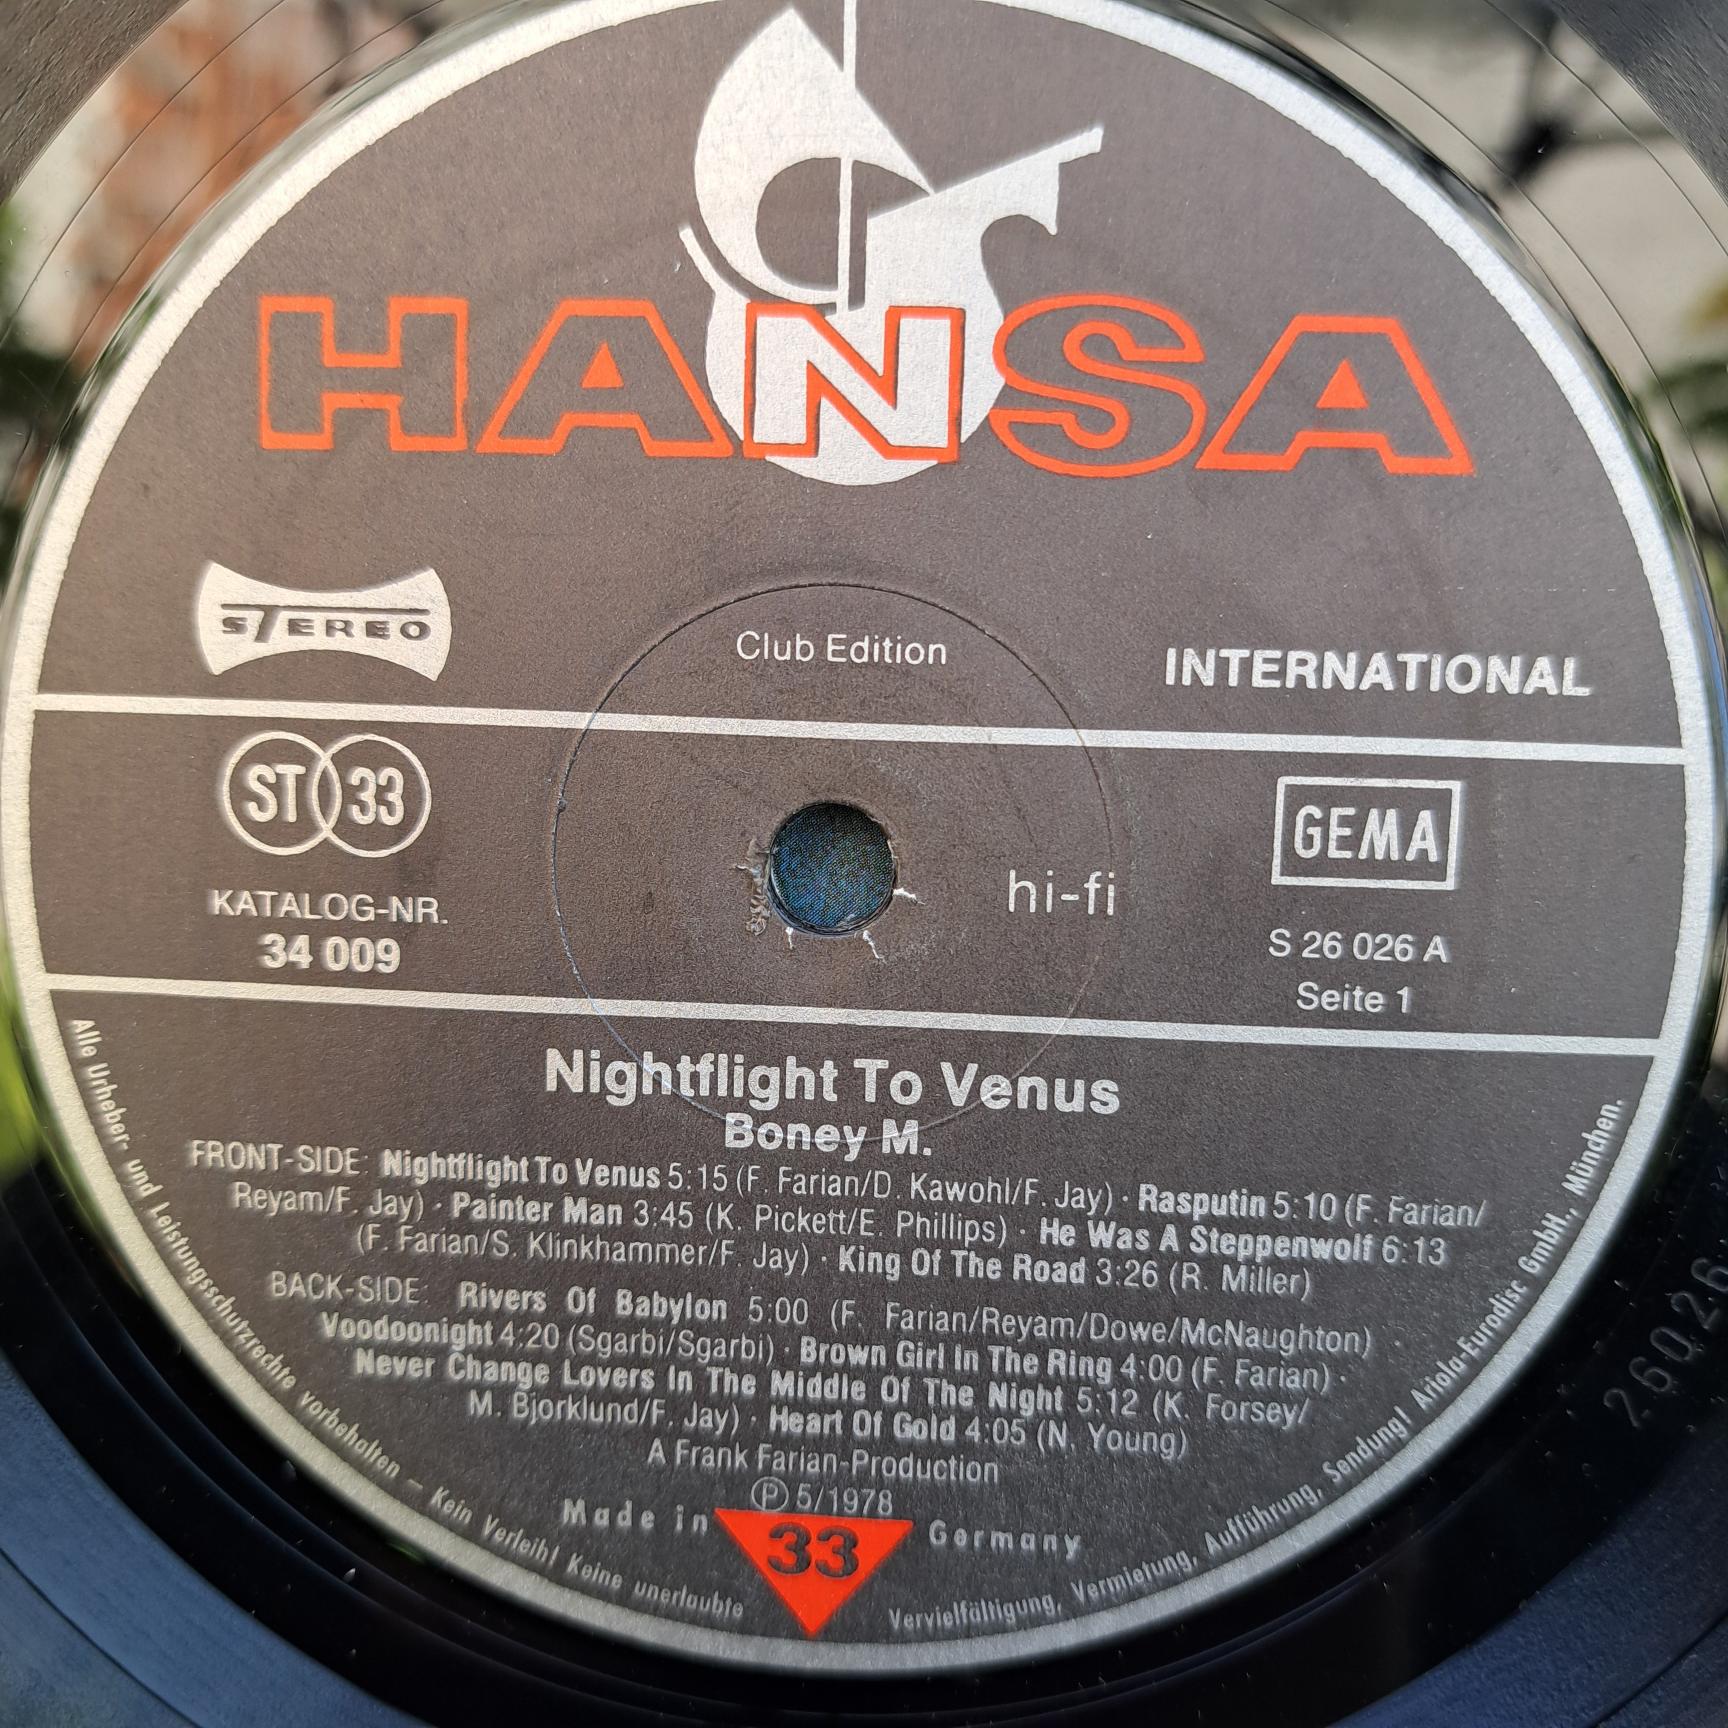 HANSA
STEREO
Club Edition
INTERNATIONAL
ST 33
GEMA
hi-fi
KATALOG-NR.
34 009
S 26 026 A
Seite 1
Nightflight To Venus
Boney M.
FRONT-SIDE: Nightflight To Venus 5:15 (F. Farian/D. Kawohl/F. Jay) · Rasputin 5:10 (F. Farian/
Reyam/F. Jay) · Painter Man 3:45 (K. Pickett/E. Phillips) · He Was A Steppenwolf 6:13
(F. Farian/S. Klinkhammer/F. Jay) · King Of The Road 3:26 (R. Miller)
BACK-SIDE: Rivers Of Babylon 5:00 (F. Farian/Reyam/Dowe/McNaughton) ·
Voodoonight 4:20 (Sgarbi/Sgarbi) · Brown Girl In The Ring 4:00 (F. Farian) ·
Never Change Lovers In The Middle Of The Night 5:12 (K. Forsey/
M. Bjorklund/F. Jay) · Heart Of Gold 4:05 (N. Young)
A Frank Farian-Production
Ⓟ 5/1978
Made in Germany
33
Alle Urheber- und Leistungsschutzrechte vorbehalten – Kein Verleih! Keine unerlaubte Vervielfältigung, Vermietung, Aufführung, Sendung! Ariola-Eurodisc GmbH., München.
26026